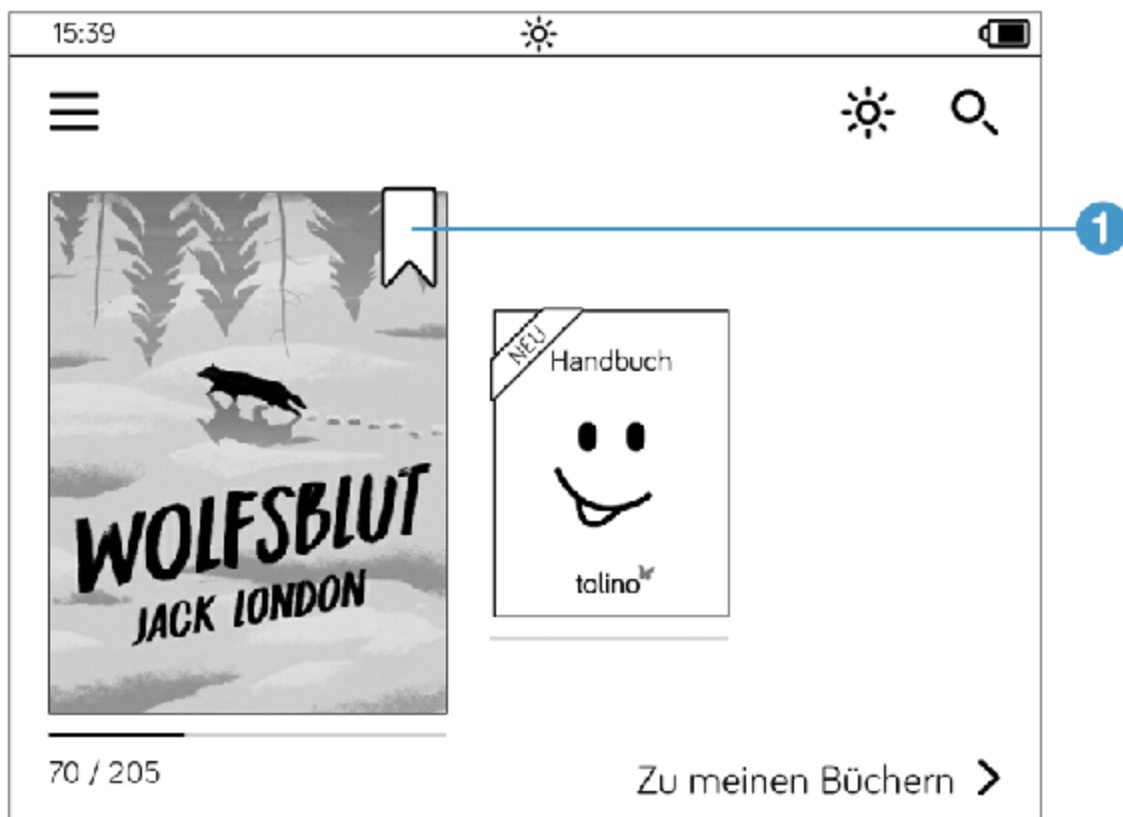 15:39
1
NEU
Handbuch
WOLFSBLUT
JACK LONDON
tolino
70 / 205
Zu meinen Büchern